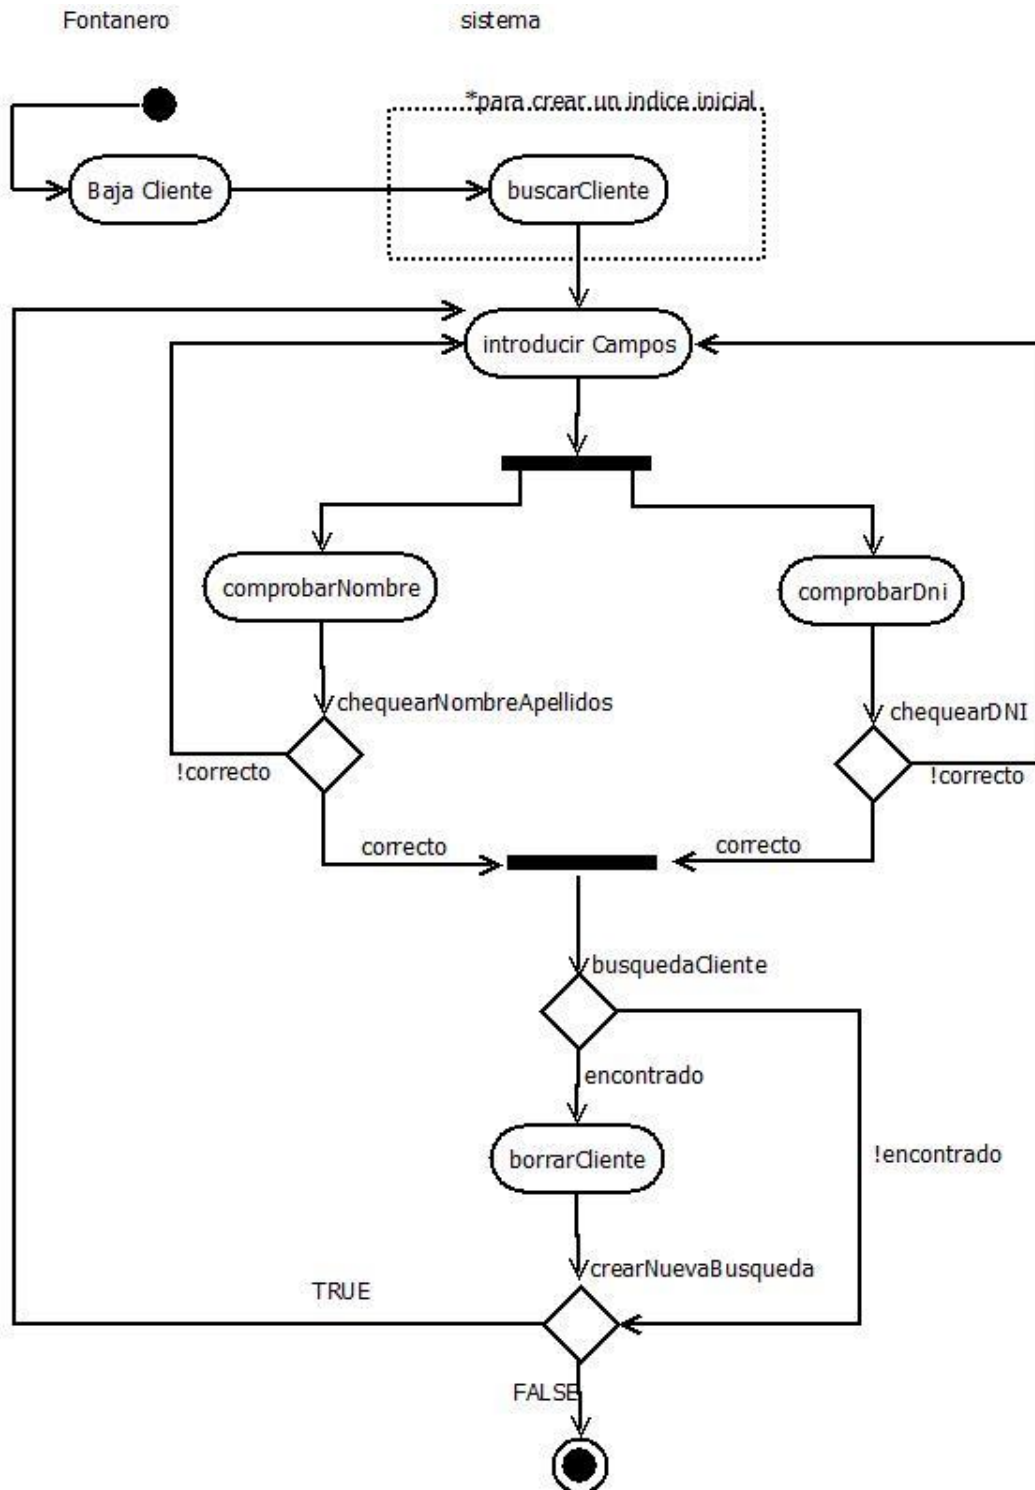 Fontanero
sistema
*para crear un indice inicial
Baja Cliente
buscarCliente
introducir Campos
comprobarNombre
comprobarDni
chequearNombreApellidos
chequearDNI
!correcto
!correcto
correcto
correcto
busquedaCliente
encontrado
!encontrado
borrarCliente
crearNuevaBusqueda
TRUE
FALSE